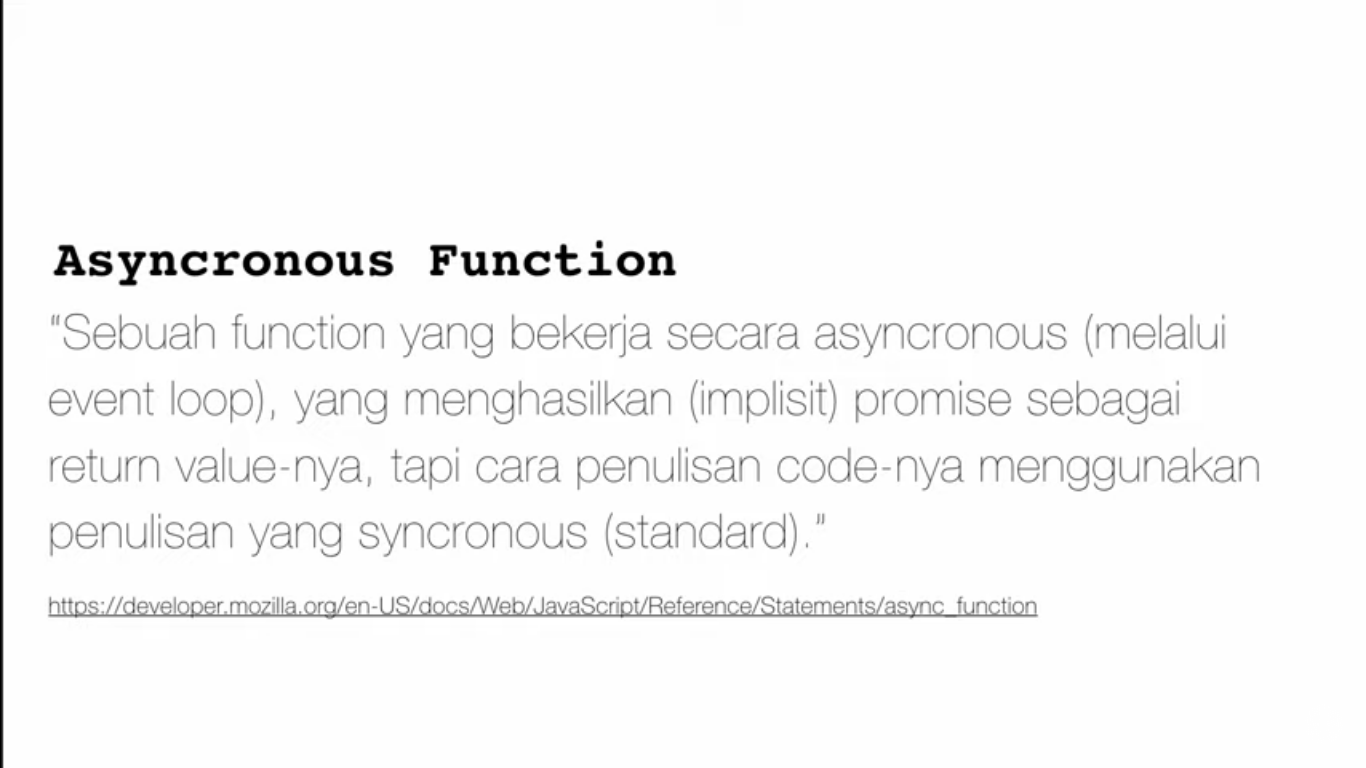 Asyncronous Function
“Sebuah function yang bekerja secara asyncronous (melalui
event loop), yang menghasilkan (implisit) promise sebagai
return value-nya, tapi cara penulisan code-nya menggunakan
penulisan yang syncronous (standard).”
https://developer.mozilla.org/en-US/docs/Web/JavaScript/Reference/Statements/async_function